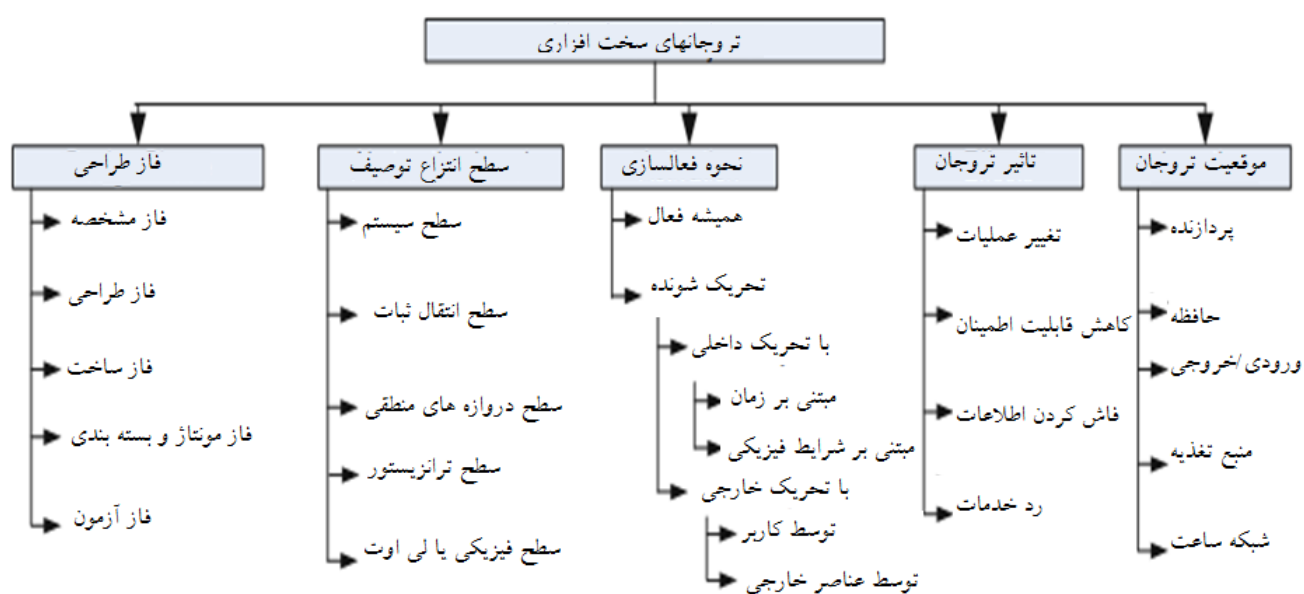 تروجانهای سخت افزاری
فاز طراحی
فاز مشخصه
فاز طراحی
فاز ساخت
فاز مونتاژ و بسته بندی
فاز آزمون
سطح انتزاع توصیف
سطح سیستم
سطح انتقال ثبات
سطح دروازه های منطقی
سطح ترانزیستور
سطح فیزیکی یا لی اوت
نحوه فعالسازی
همیشه فعال
تحریک شونده
با تحریک داخلی
مبتنی بر زمان
مبتنی بر شرایط فیزیکی
با تحریک خارجی
توسط کاربر
توسط عناصر خارجی
تاثیر تروجان
تغییر عملیات
کاهش قابلیت اطمینان
فاش کردن اطلاعات
رد خدمات
موقعیت تروجان
پردازنده
حافظه
ورودی/خروجی
منبع تغذیه
شبکه ساعت